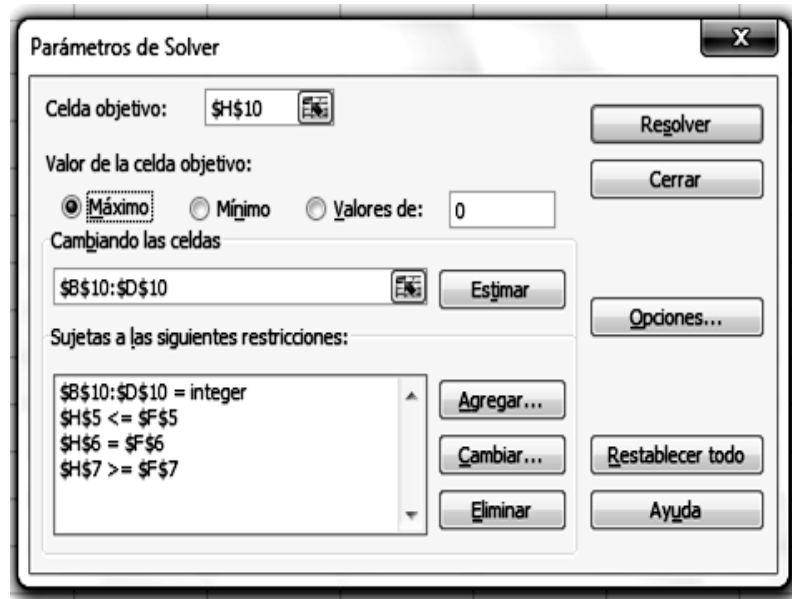 Parámetros de Solver
X
Celda objetivo: $H$10
Resolver
Valor de la celda objetivo:
Cerrar
Máximo Mínimo Valores de: 0
Cambiando las celdas
$B$10:$D$10 Estimar
Opciones...
Sujetas a las siguientes restricciones:
$B$10:$D$10 = integer
$H$5 <= $F$5
$H$6 = $F$6
$H$7 >= $F$7
Agregar...
Cambiar...
Eliminar
Restablecer todo
Ayuda